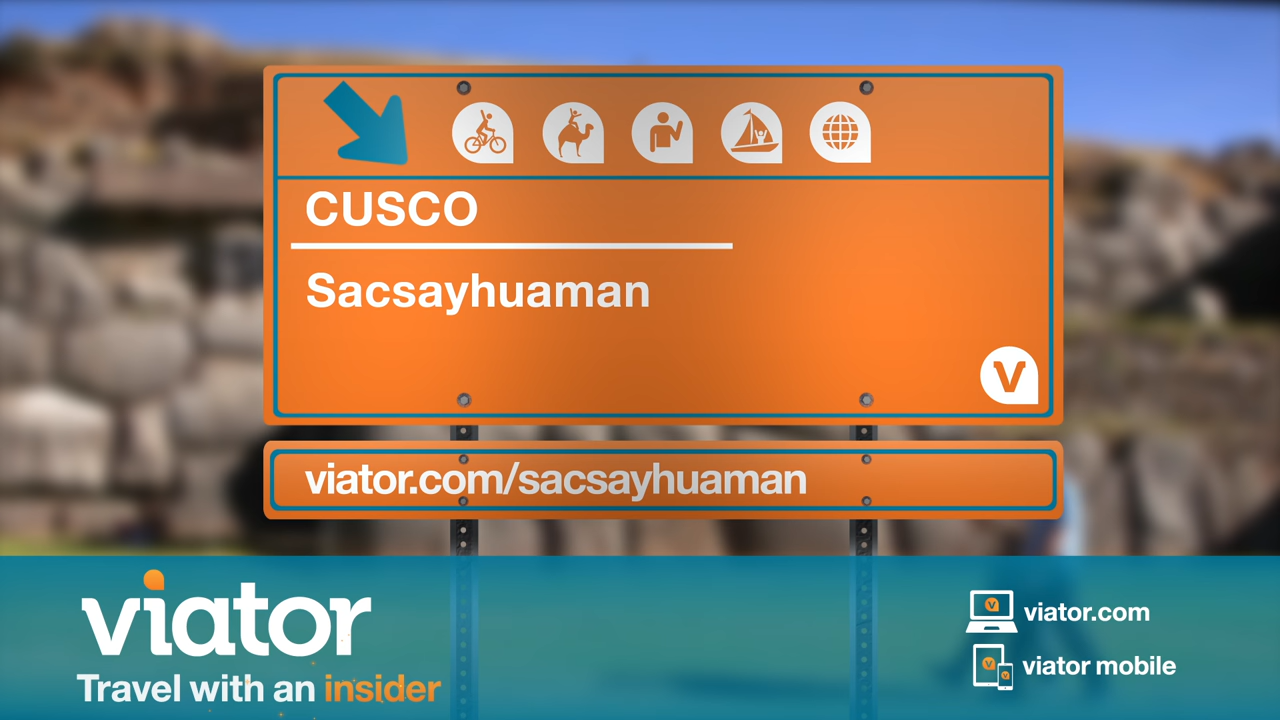 CUSCO
Sacsayhuaman
V
viator.com/sacsayhuaman
viator
Travel with an insider
viator.com
viator mobile